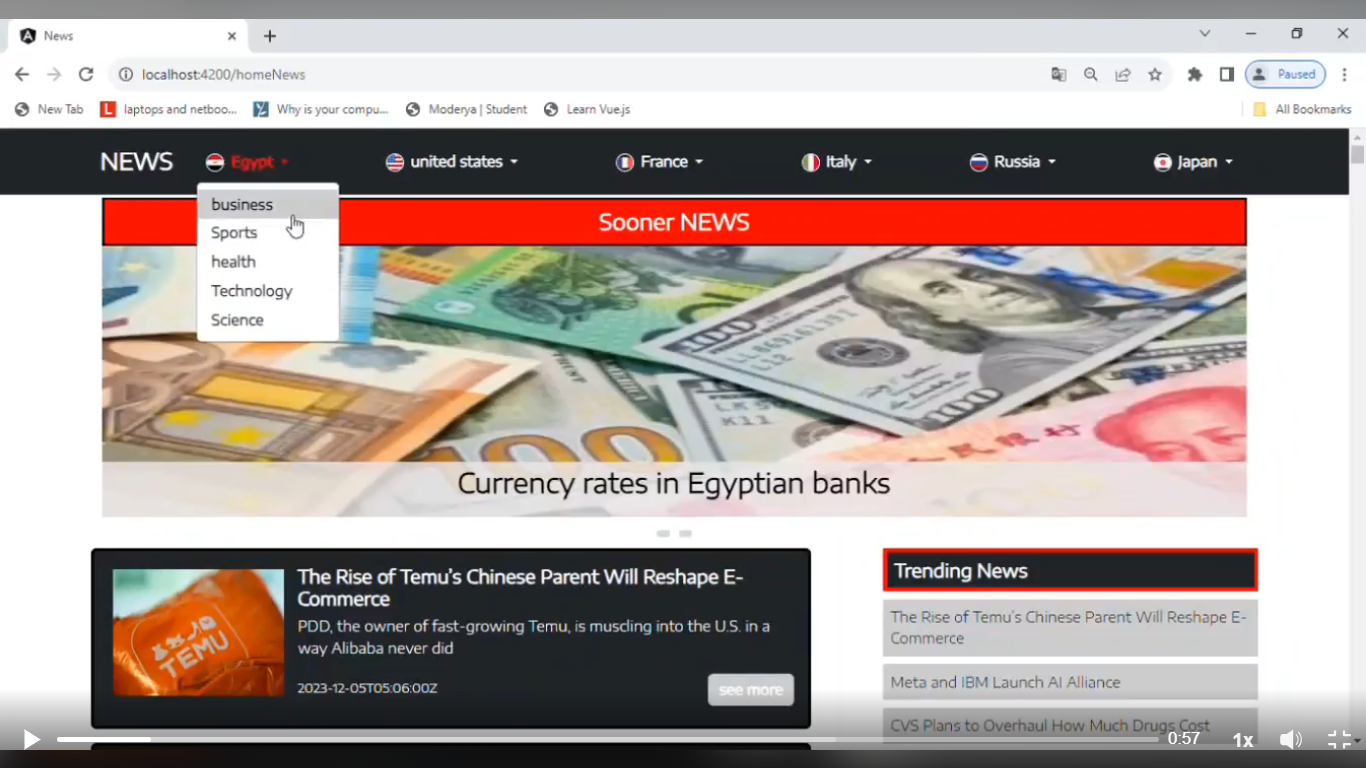 News
localhost:4200/homeNews
Paused
New Tab
laptops and netboo...
Why is your compu...
Moderya | Student
Learn Vue.js
All Bookmarks
NEWS
Egypt
united states
France
Italy
Russia
Japan
business
Sports
health
Technology
Science
Sooner NEWS
100
LL86916131
L12
100
Currency rates in Egyptian banks
TEMU
The Rise of Temu's Chinese Parent Will Reshape E-
Commerce
PDD, the owner of fast-growing Temu, is muscling into the U.S. in a
way Alibaba never did
2023-12-05T05:06:00Z
see more
Trending News
The Rise of Temu's Chinese Parent Will Reshape E-
Commerce
Meta and IBM Launch AI Alliance
CVS Plans to Overhaul How Much Drugs Cost
0:57
1x